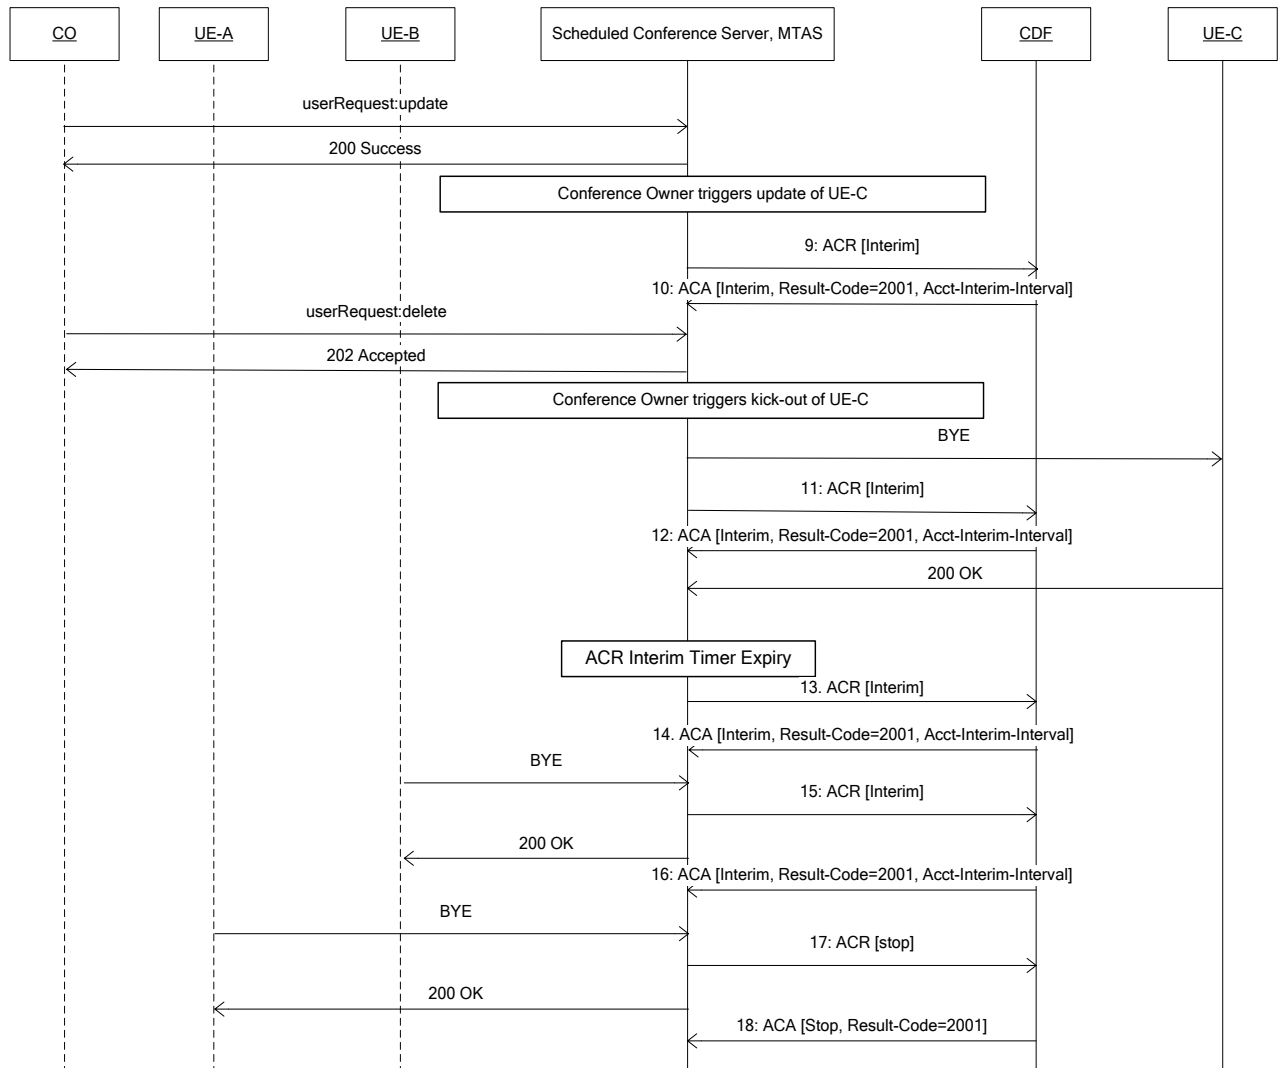 CO
UE-A
UE-B
Scheduled Conference Server, MTAS
CDF
UE-C
userRequest:update
200 Success
Conference Owner triggers update of UE-C
9: ACR [Interim]
10: ACA [Interim, Result-Code=2001, Acct-Interim-Interval]
userRequest:delete
202 Accepted
Conference Owner triggers kick-out of UE-C
BYE
11: ACR [Interim]
12: ACA [Interim, Result-Code=2001, Acct-Interim-Interval]
200 OK
ACR Interim Timer Expiry
13. ACR [Interim]
14. ACA [Interim, Result-Code=2001, Acct-Interim-Interval]
BYE
15: ACR [Interim]
200 OK
16: ACA [Interim, Result-Code=2001, Acct-Interim-Interval]
BYE
17: ACR [stop]
200 OK
18: ACA [Stop, Result-Code=2001]